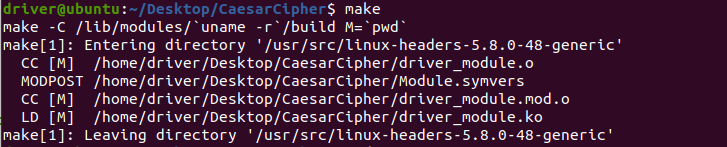 driver@ubuntu:~/Desktop/CaesarCipher$ make
make -C /lib/modules/`uname -r`/build M=`pwd`
make[1]: Entering directory '/usr/src/linux-headers-5.8.0-48-generic'
  CC [M]  /home/driver/Desktop/CaesarCipher/driver_module.o
  MODPOST /home/driver/Desktop/CaesarCipher/Module.symvers
  CC [M]  /home/driver/Desktop/CaesarCipher/driver_module.mod.o
  LD [M]  /home/driver/Desktop/CaesarCipher/driver_module.ko
make[1]: Leaving directory '/usr/src/linux-headers-5.8.0-48-generic'